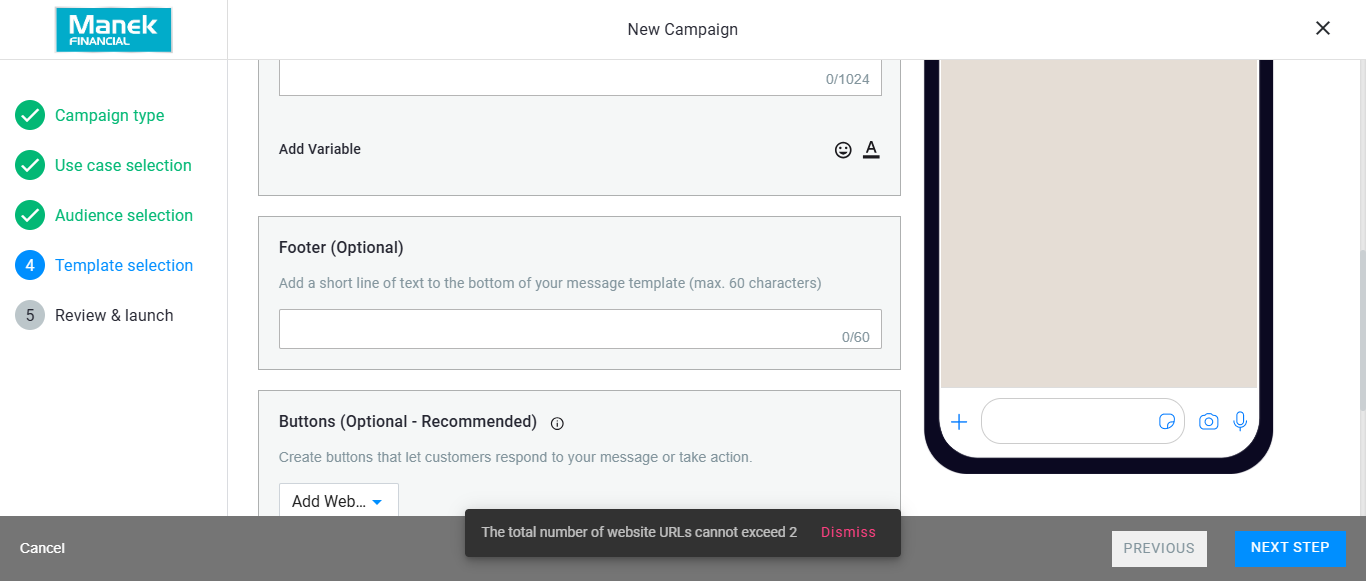 Manek
FINANCIAL
New Campaign
Campaign type
Use case selection
Audience selection
4 Template selection
5 Review & launch
0/1024
Add Variable
A
Footer (Optional)
Add a short line of text to the bottom of your message template (max. 60 characters)
0/60
Buttons (Optional - Recommended)
Create buttons that let customers respond to your message or take action.
Add Web...
The total number of website URLs cannot exceed 2 Dismiss
Cancel
PREVIOUS
NEXT STEP